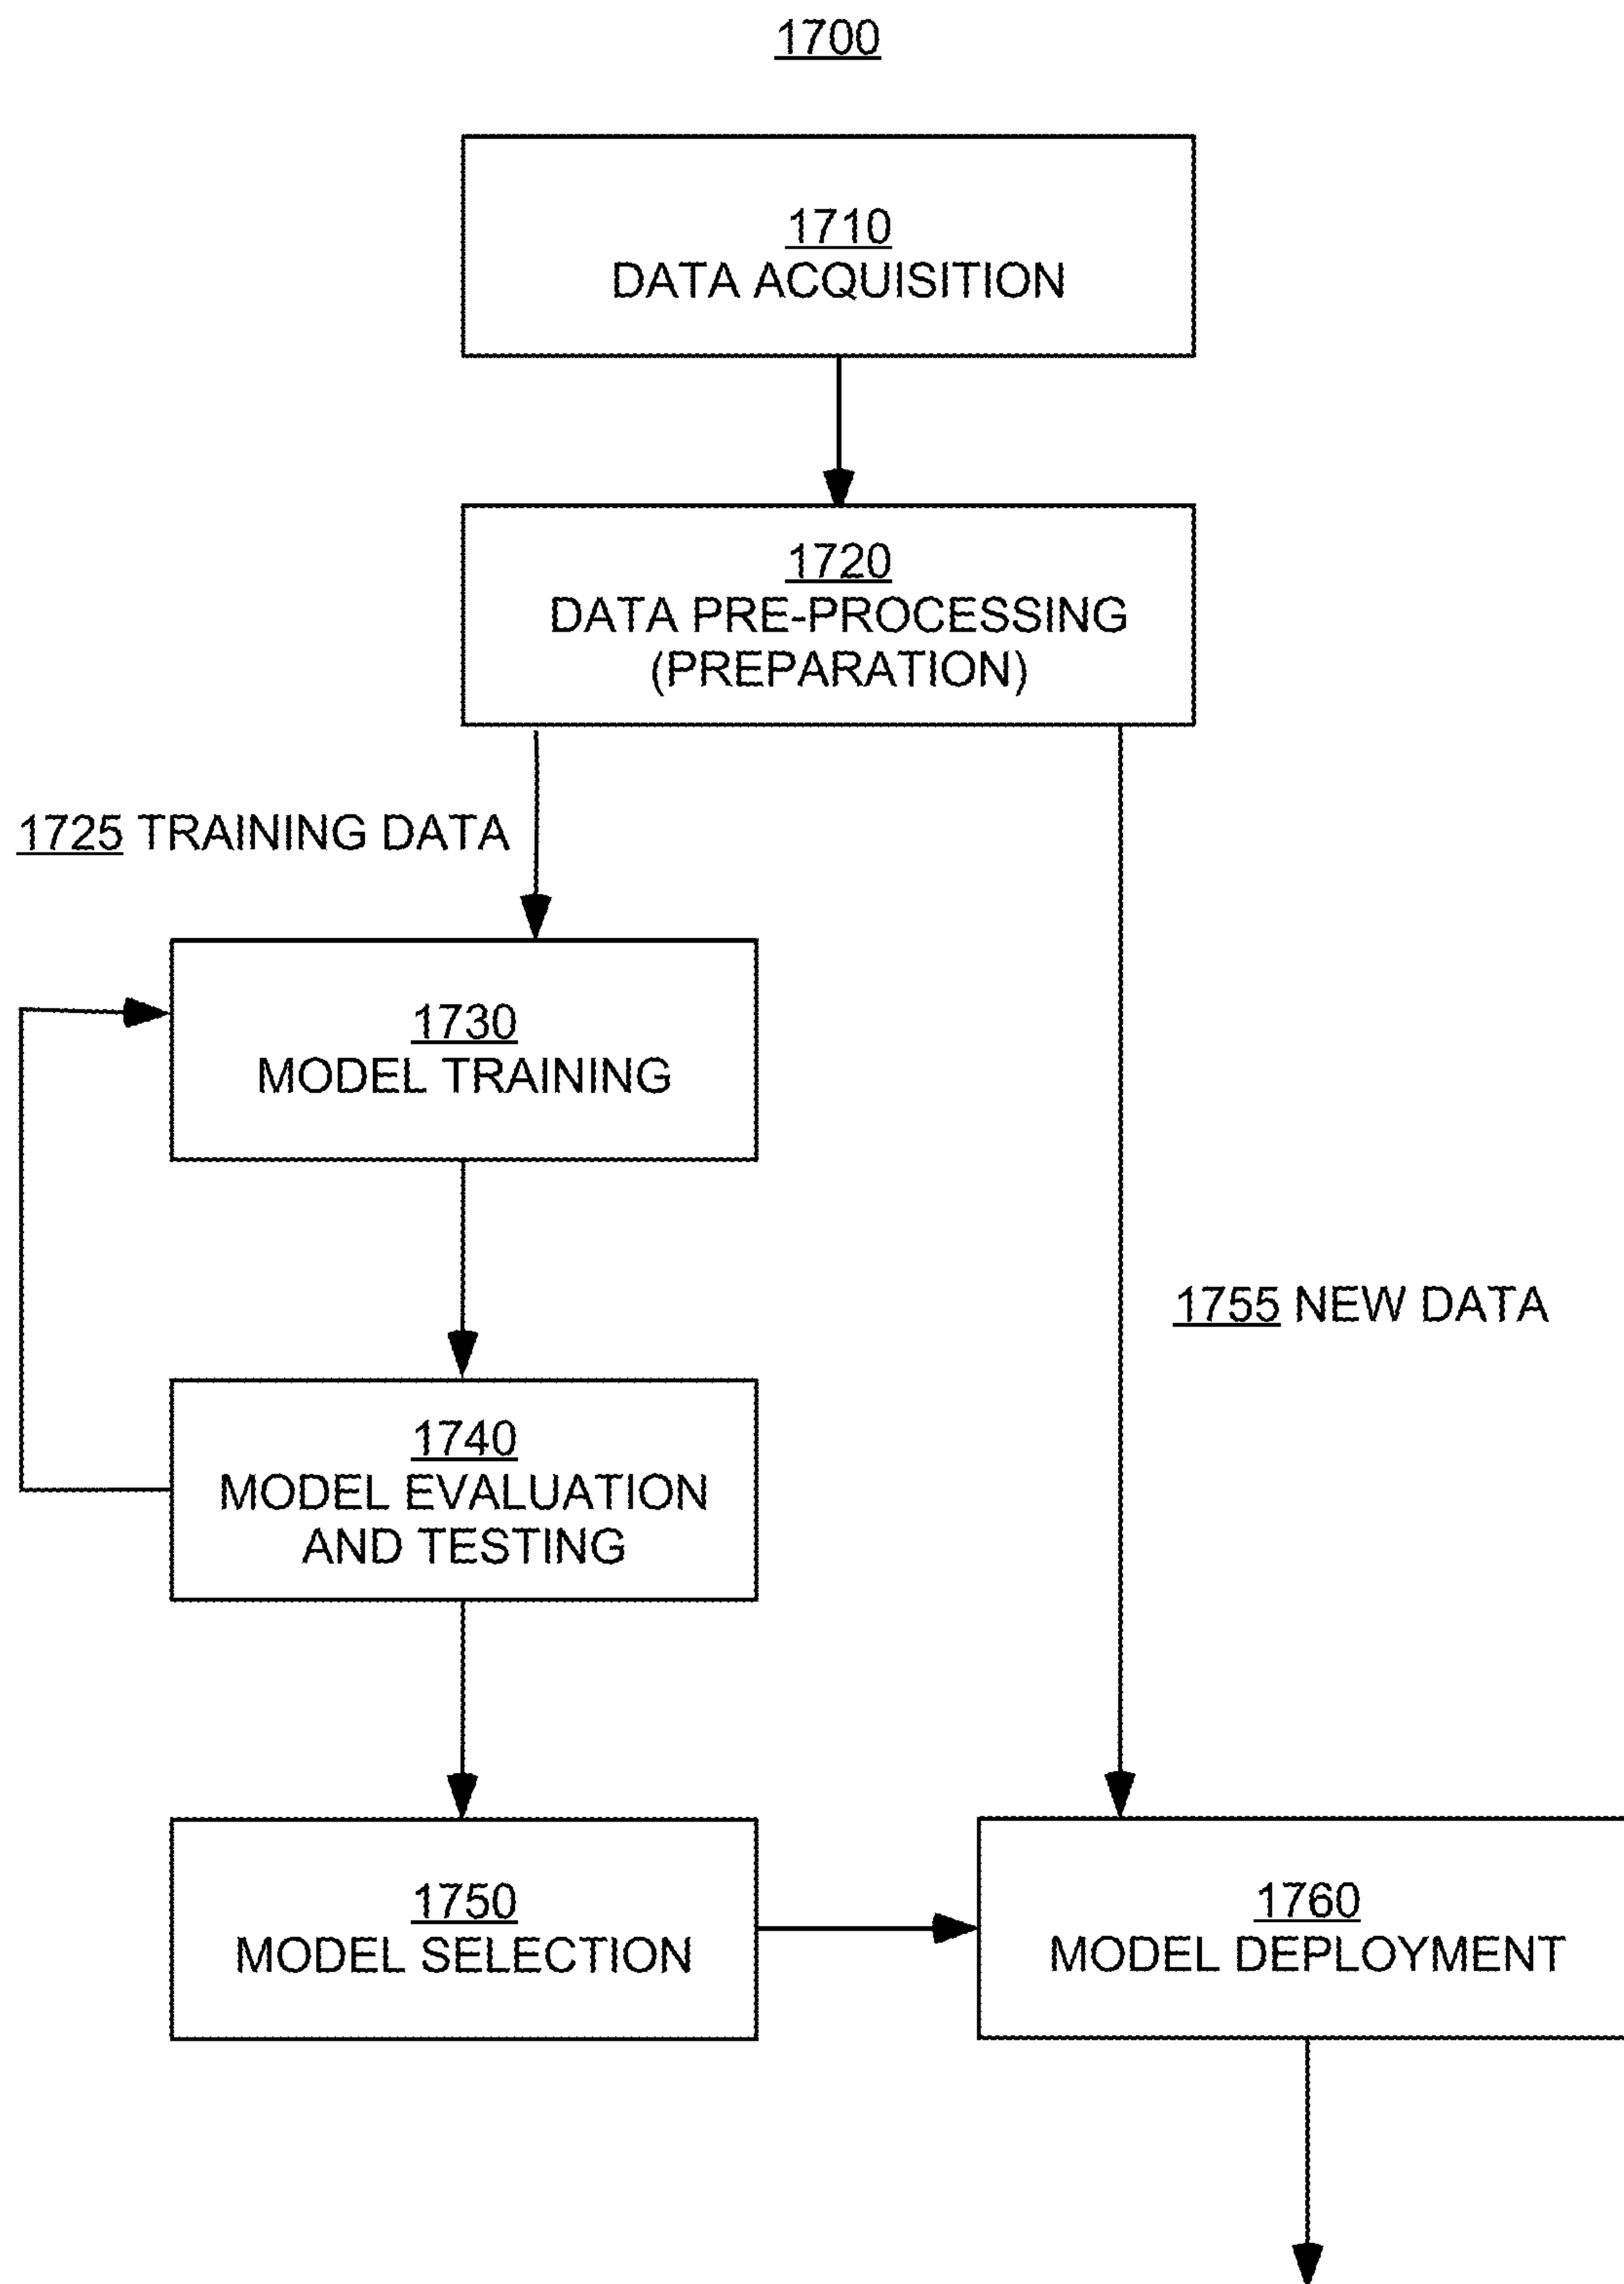 1700
1710
DATA ACQUISITION
1720
DATA PRE-PROCESSING
(PREPARATION)
1725 TRAINING DATA
1730
MODEL TRAINING
1755 NEW DATA
1740
MODEL EVALUATION
AND TESTING
1750
MODEL SELECTION
1760
MODEL DEPLOYMENT